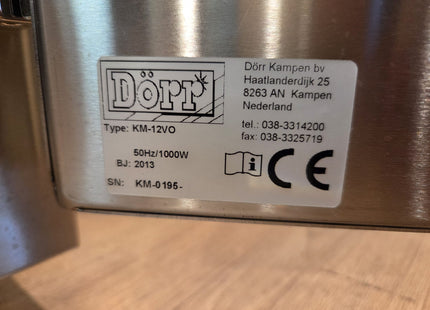 Dörr
Type: KM-12VO
50Hz/1000W
BJ: 2013
SN: KM-0195-
Dörr Kampen bv
Haatlanderdijk 25
8263 AN Kampen
Nederland
tel.: 038-3314200
fax: 038-3325719
i CE